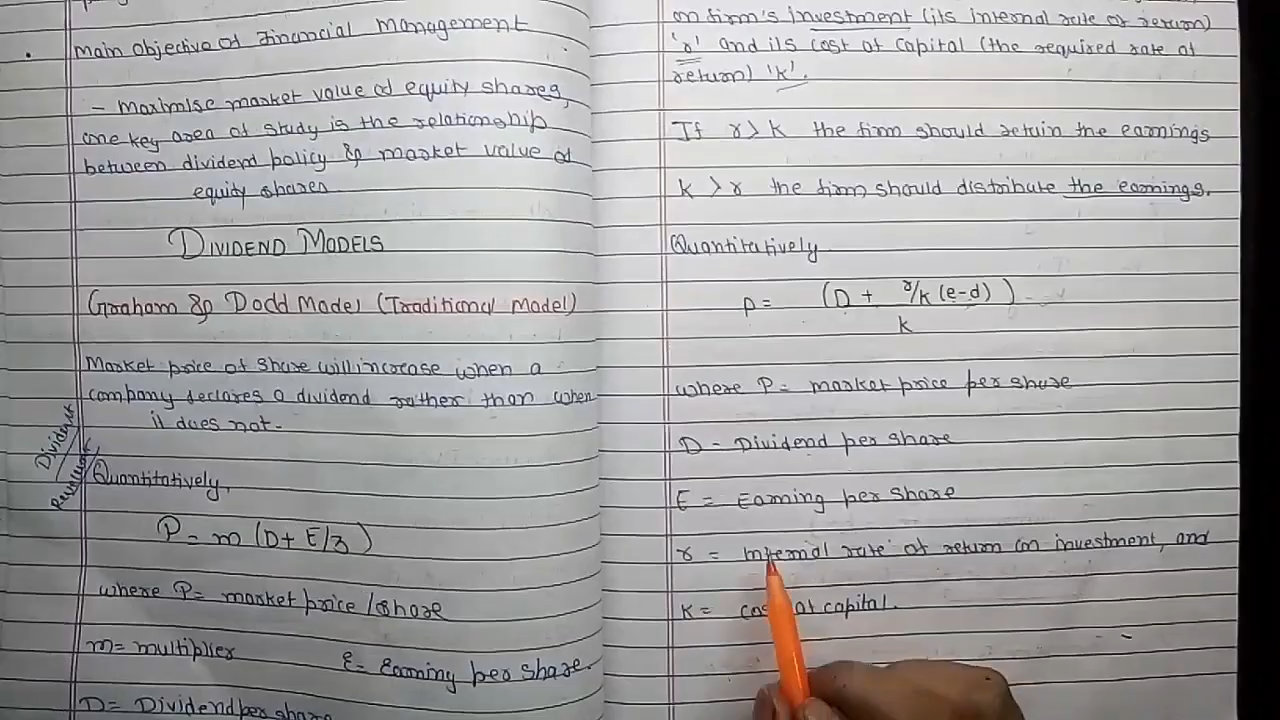 main objective of Financial Management
- Maximise market value of equity shares,
one key area of study is the relationship
between dividend policy & market value of
equity shares
DIVIDEND MODELS
Graham & Dodd Model (Traditional Model)
Market price of share will increase when a
company declares a dividend rather than when
it does not.
Dividend
Quantitatively,
P = m (D + E/3)
where P = market price / share
m = multiplier E = Earning per share.
D = Dividend per share
on firm's investment (its internal rate of return)
'r' and its cost of capital (the required rate of
return) 'k'.
If r > k the firm should retain the earnings
k > r the firm should distribute the earnings.
Quantitatively
P = (D + r/k (e-d))
k
where P = market price per share
D - Dividend per share
E = Earning per share
r = Internal rate of return on investment, and
K = cost of capital.